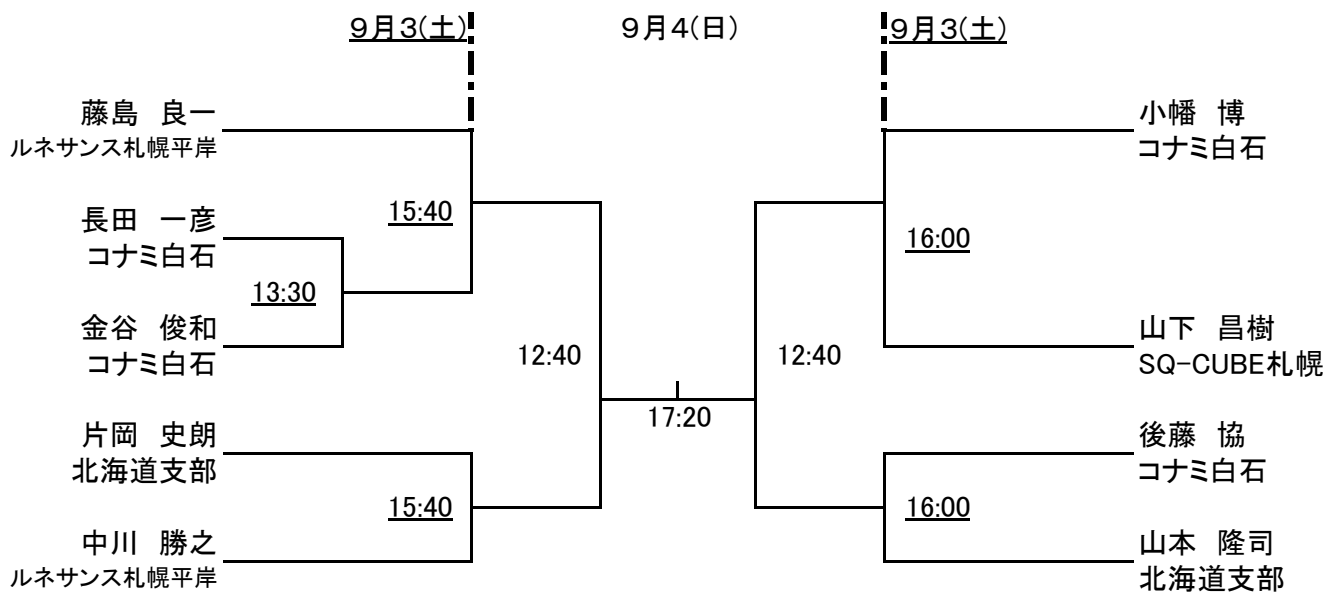 9月3(土)
9月4(日)
9月3(土)
藤島 良一
ルネサンス札幌平岸
長田 一彦
コナミ白石
金谷 俊和
コナミ白石
片岡 史朗
北海道支部
中川 勝之
ルネサンス札幌平岸
15:40
13:30
15:40
12:40
17:20
12:40
16:00
16:00
小幡 博
コナミ白石
山下 昌樹
SQ-CUBE札幌
後藤 協
コナミ白石
山本 隆司
北海道支部